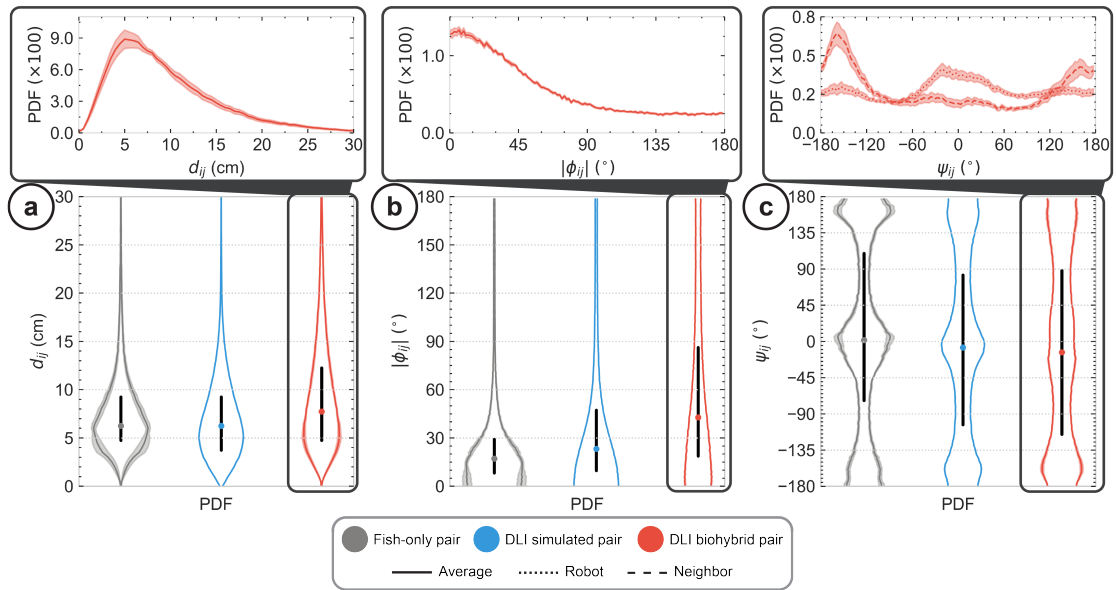 PDF (×100)
9.0
6.0
3.0
0.0
0
5
10
15
20
25
30
d_ij (cm)
PDF (×100)
1.0
0.0
0
45
90
135
180
|ϕ_ij| (°)
PDF (×100)
0.8
0.5
0.2
0.0
−180
−120
−60
0
60
120
180
ψ_ij (°)
a
30
25
20
15
10
5
0
d_ij (cm)
PDF
b
180
150
120
90
60
30
0
|ϕ_ij| (°)
PDF
c
180
135
90
45
0
−45
−90
−135
−180
ψ_ij (°)
PDF
Fish-only pair
DLI simulated pair
DLI biohybrid pair
Average
Robot
Neighbor